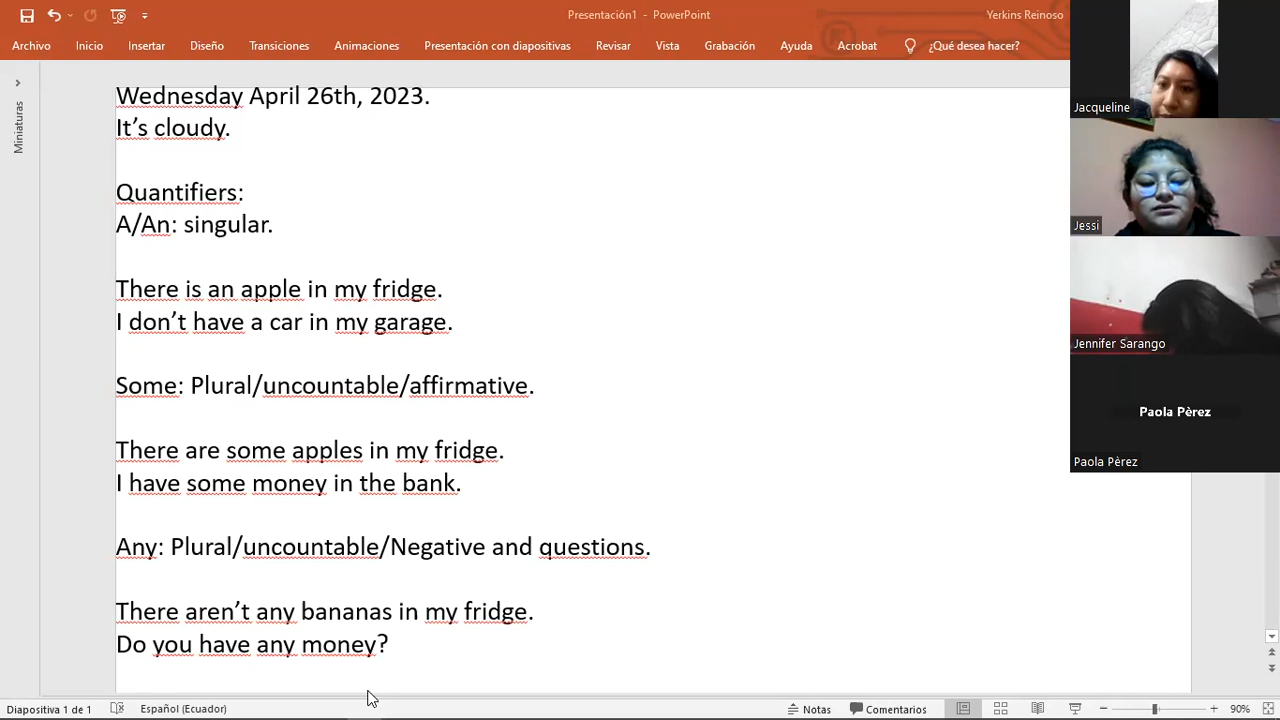 Presentación1 - PowerPoint
Yerkins Reinoso
Archivo Inicio Insertar Diseño Transiciones Animaciones Presentación con diapositivas Revisar Vista Grabación Ayuda Acrobat ¿Qué desea hacer?
Miniaturas
Wednesday April 26th, 2023.
It’s cloudy.
Quantifiers:
A/An: singular.
There is an apple in my fridge.
I don’t have a car in my garage.
Some: Plural/uncountable/affirmative.
There are some apples in my fridge.
I have some money in the bank.
Any: Plural/uncountable/Negative and questions.
There aren’t any bananas in my fridge.
Do you have any money?
Jacqueline
Jessi
Jennifer Sarango
Paola Pèrez
Paola Pèrez
Diapositiva 1 de 1 Español (Ecuador) Notas Comentarios 90%